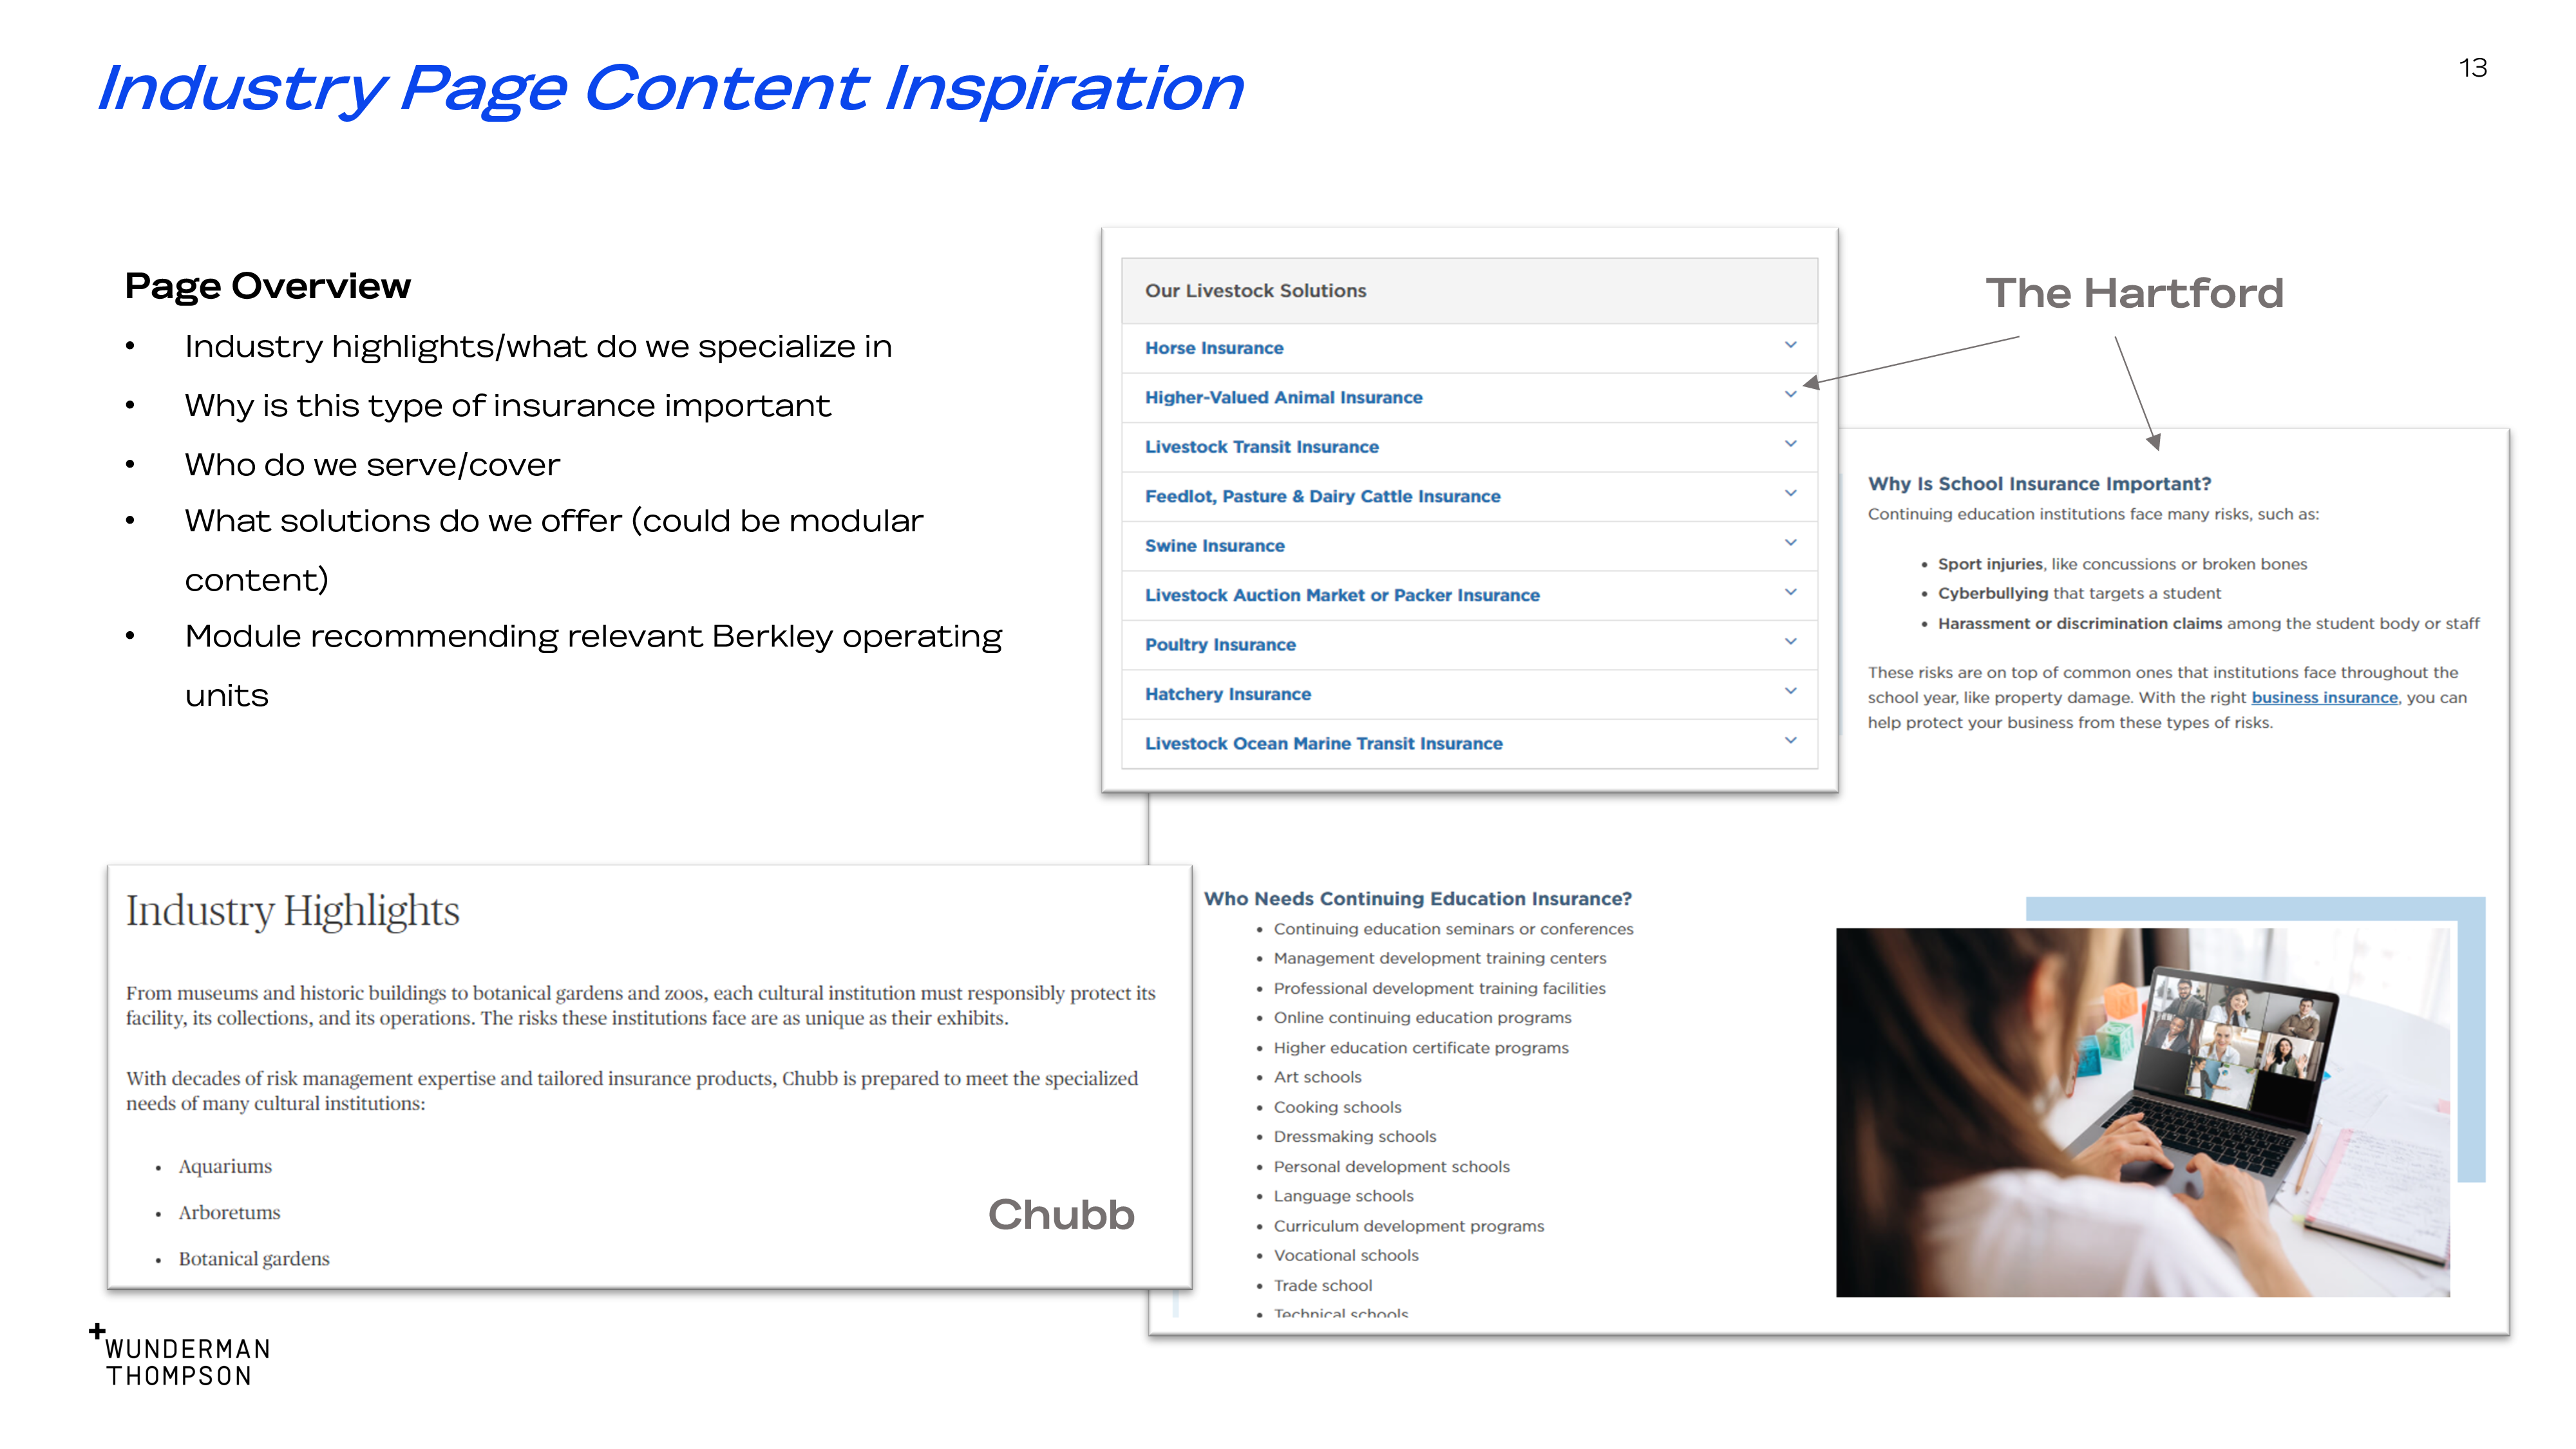 Industry Page Content Inspiration
13
Page Overview
• Industry highlights/what do we specialize in
• Why is this type of insurance important
• Who do we serve/cover
• What solutions do we offer (could be modular
content)
• Module recommending relevant Berkley operating
units
Our Livestock Solutions
Horse Insurance
Higher-Valued Animal Insurance
Livestock Transit Insurance
Feedlot, Pasture & Dairy Cattle Insurance
Swine Insurance
Livestock Auction Market or Packer Insurance
Poultry Insurance
Hatchery Insurance
Livestock Ocean Marine Transit Insurance
The Hartford
Why Is School Insurance Important?
Continuing education institutions face many risks, such as:
• Sport injuries, like concussions or broken bones
• Cyberbullying that targets a student
• Harassment or discrimination claims among the student body or staff
These risks are on top of common ones that institutions face throughout the
school year, like property damage. With the right business insurance, you can
help protect your business from these types of risks.
Industry Highlights
From museums and historic buildings to botanical gardens and zoos, each cultural institution must responsibly protect its
facility, its collections, and its operations. The risks these institutions face are as unique as their exhibits.
With decades of risk management expertise and tailored insurance products, Chubb is prepared to meet the specialized
needs of many cultural institutions:
• Aquariums
• Arboretums
• Botanical gardens
Chubb
Who Needs Continuing Education Insurance?
• Continuing education seminars or conferences
• Management development training centers
• Professional development training facilities
• Online continuing education programs
• Higher education certificate programs
• Art schools
• Cooking schools
• Dressmaking schools
• Personal development schools
• Language schools
• Curriculum development programs
• Vocational schools
• Trade school
• Technical schools
+WUNDERMAN
THOMPSON